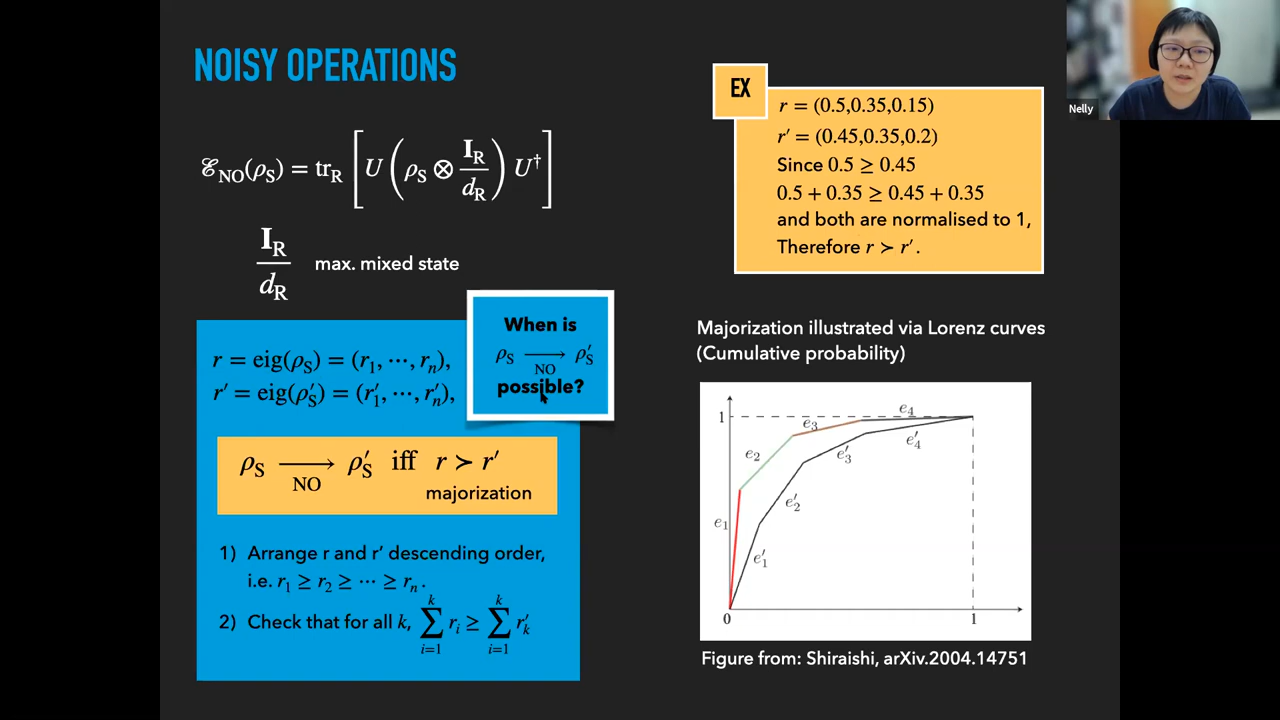 NOISY OPERATIONS
ℰ_NO(ρ_S) = tr_R [ U ( ρ_S ⊗ I_R/d_R ) U† ]
I_R/d_R max. mixed state
When is
ρ_S →_NO ρ′_S
possible?
r = eig(ρ_S) = (r_1, ⋯, r_n),
r′ = eig(ρ′_S) = (r′_1, ⋯, r′_n),
ρ_S →_NO ρ′_S iff r ≻ r′
majorization
1) Arrange r and r′ descending order,
i.e. r_1 ≥ r_2 ≥ ⋯ ≥ r_n .
2) Check that for all k, ∑_{i=1}^{k} r_i ≥ ∑_{i=1}^{k} r′_k
EX
r = (0.5,0.35,0.15)
r′ = (0.45,0.35,0.2)
Since 0.5 ≥ 0.45
0.5 + 0.35 ≥ 0.45 + 0.35
and both are normalised to 1,
Therefore r ≻ r′.
Majorization illustrated via Lorenz curves
(Cumulative probability)
1
e_4
e_3
e_2
e′_4
e′_3
e′_2
e_1
e′_1
0
1
Figure from: Shiraishi, arXiv.2004.14751
Nelly